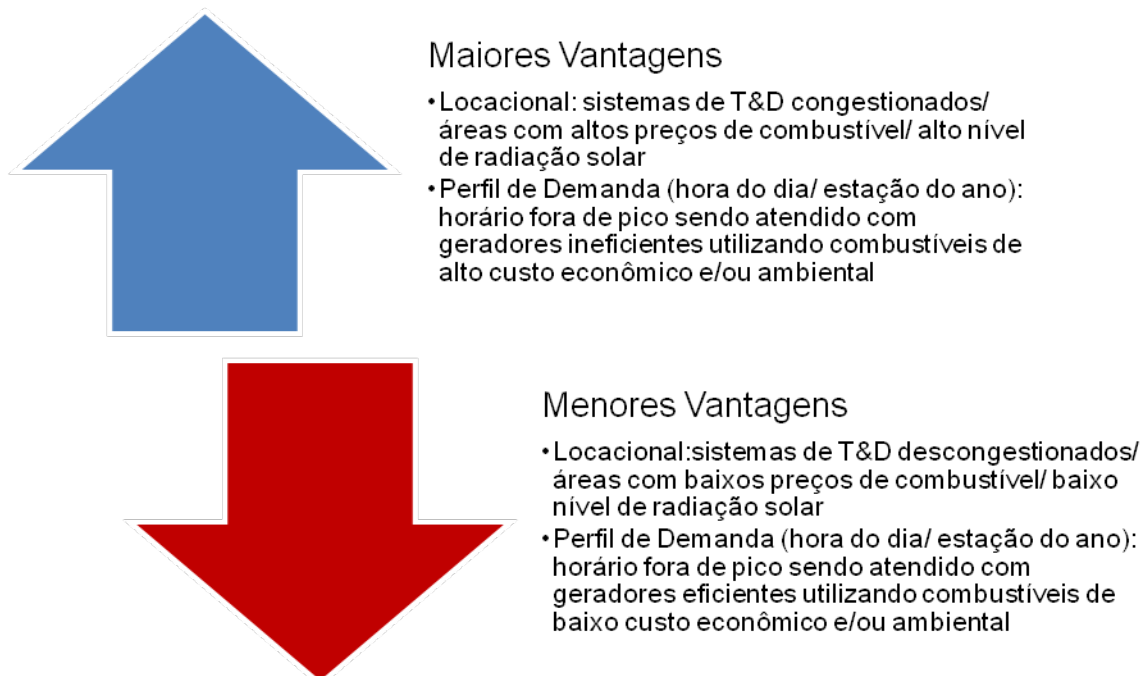 Maiores Vantagens
•Locacional: sistemas de T&D congestionados/
áreas com altos preços de combustível/ alto nível
de radiação solar
•Perfil de Demanda (hora do dia/ estação do ano):
horário fora de pico sendo atendido com
geradores ineficientes utilizando combustíveis de
alto custo econômico e/ou ambiental
Menores Vantagens
•Locacional:sistemas de T&D descongestionados/
áreas com baixos preços de combustível/ baixo
nível de radiação solar
•Perfil de Demanda (hora do dia/ estação do ano):
horário fora de pico sendo atendido com
geradores eficientes utilizando combustíveis de
baixo custo econômico e/ou ambiental